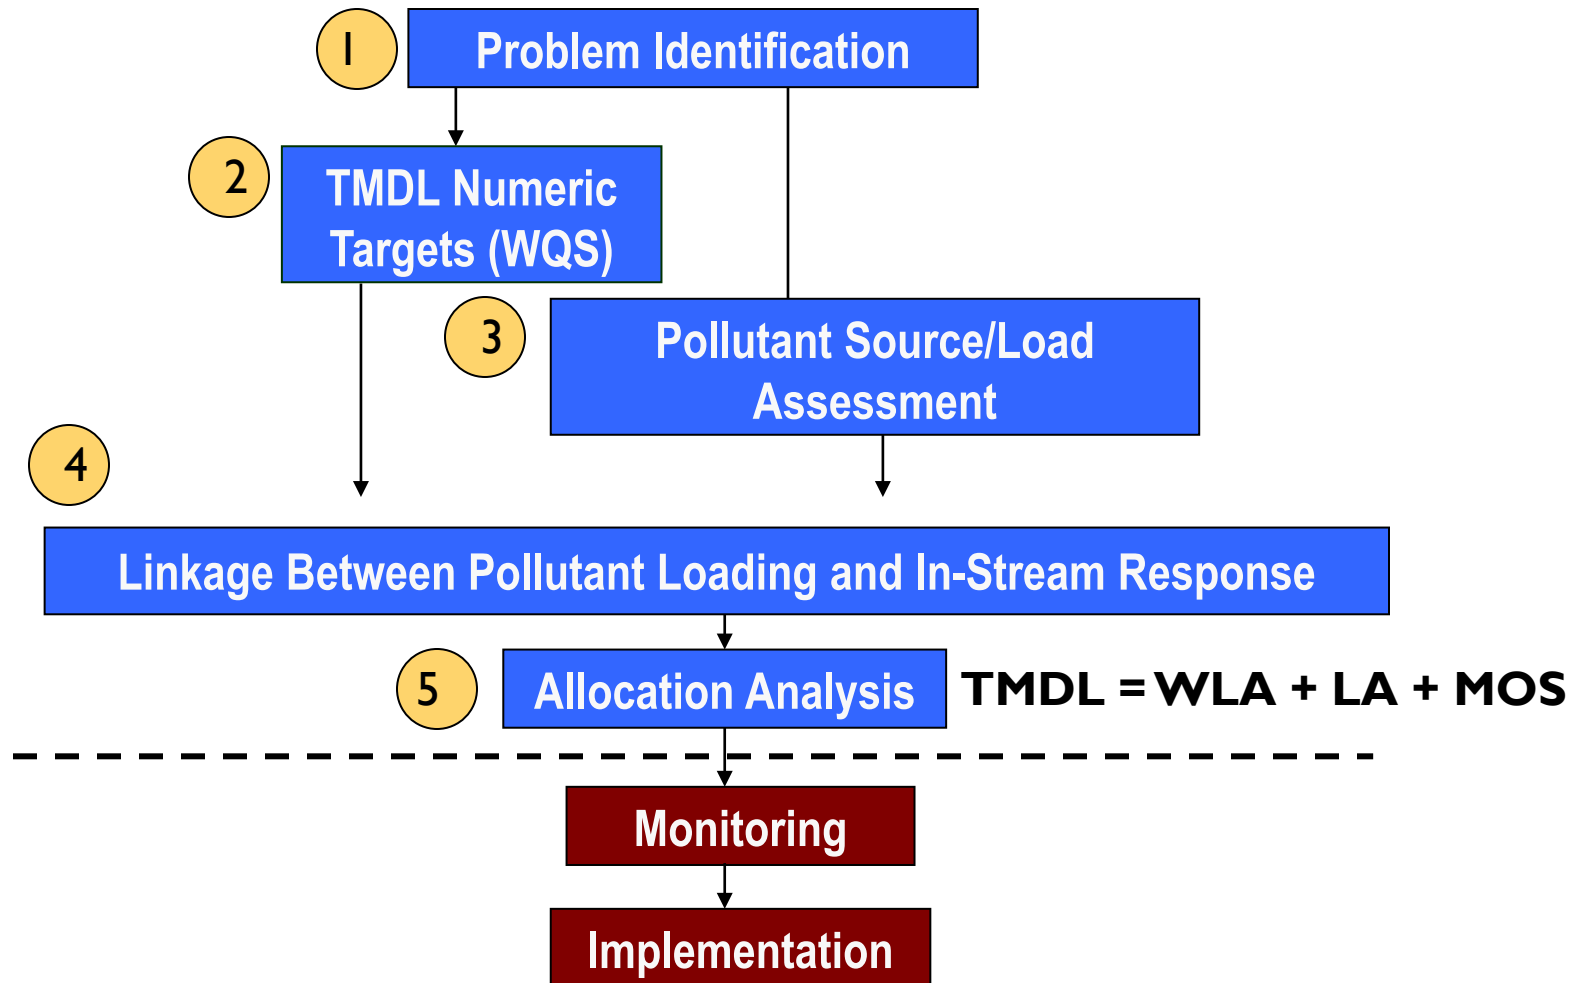 1
Problem Identification
2
TMDL Numeric
Targets (WQS)
3
Pollutant Source/Load
Assessment
4
Linkage Between Pollutant Loading and In-Stream Response
5
Allocation Analysis
TMDL = WLA + LA + MOS
Monitoring
Implementation